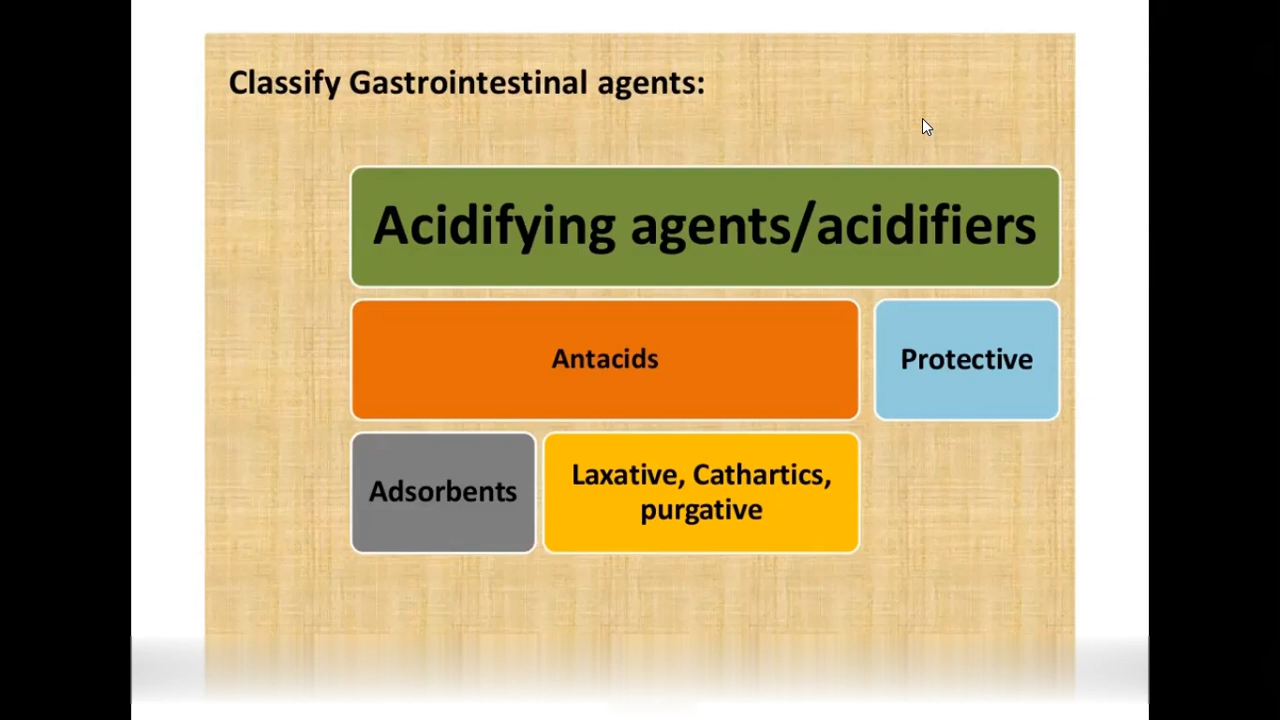 Classify Gastrointestinal agents:
Acidifying agents/acidifiers
Antacids
Protective
Adsorbents
Laxative, Cathartics,
purgative